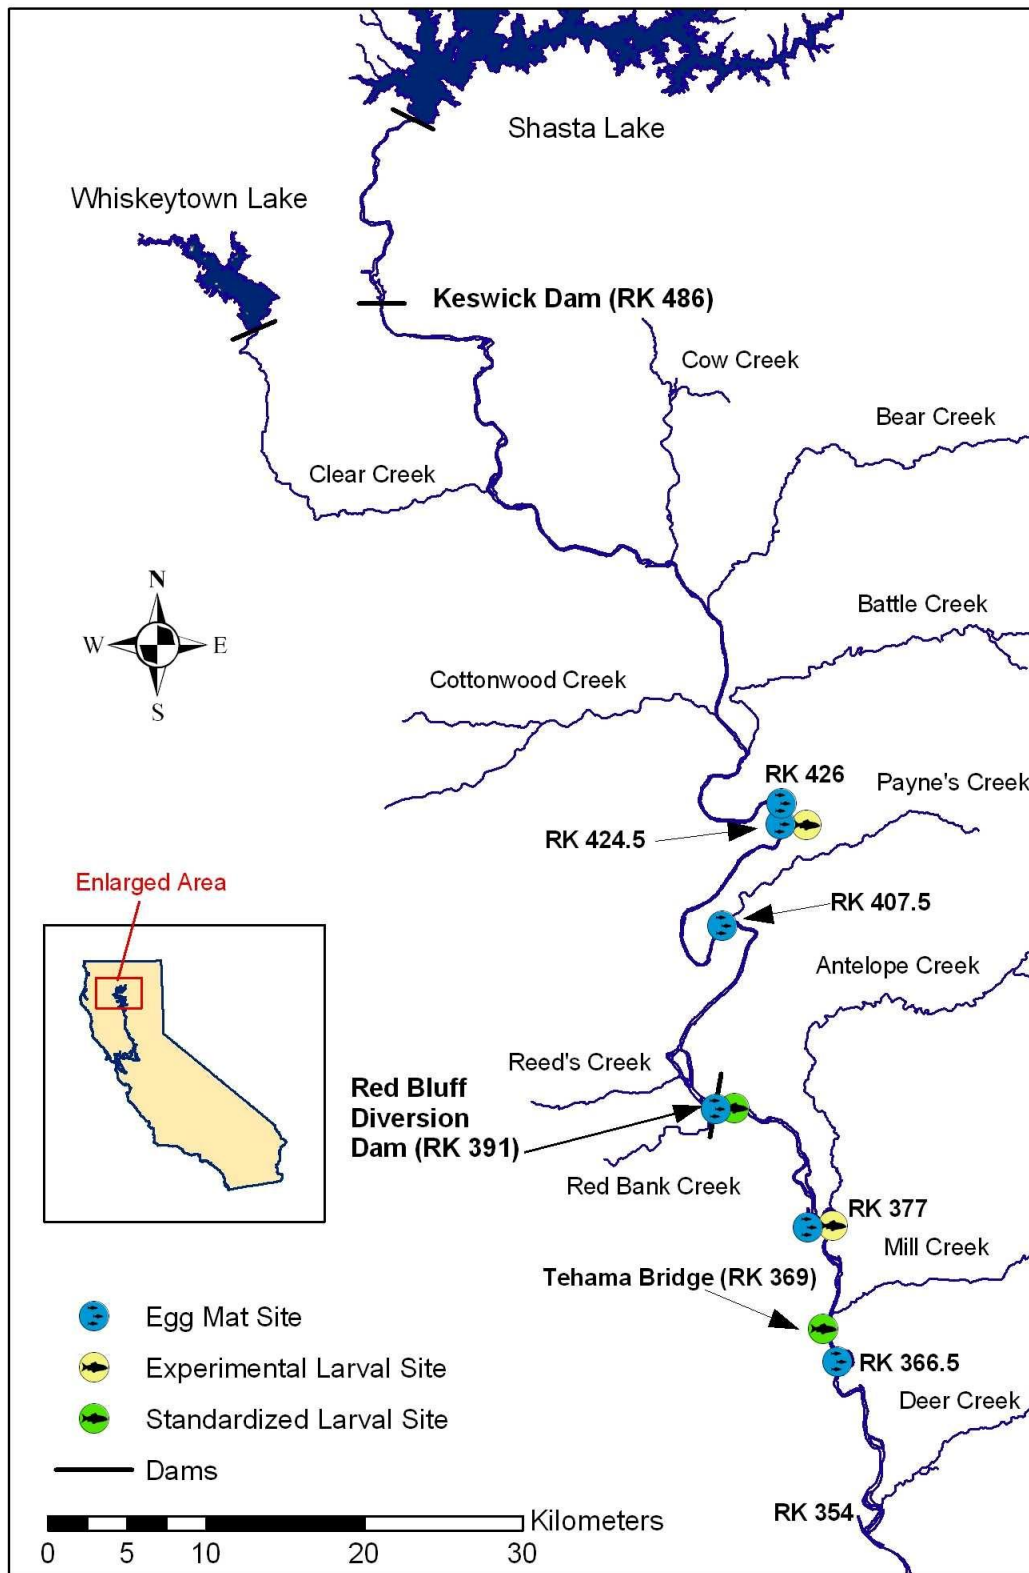 Shasta Lake
Whiskeytown Lake
Keswick Dam (RK 486)
Cow Creek
Bear Creek
Clear Creek
N
W
E
S
Battle Creek
Cottonwood Creek
RK 426
Payne's Creek
RK 424.5
Enlarged Area
RK 407.5
Antelope Creek
Reed's Creek
Red Bluff
Diversion
Dam (RK 391)
Red Bank Creek
RK 377
Mill Creek
Tehama Bridge (RK 369)
RK 366.5
Deer Creek
RK 354
Egg Mat Site
Experimental Larval Site
Standardized Larval Site
Dams
Kilometers
0 5 10 20 30